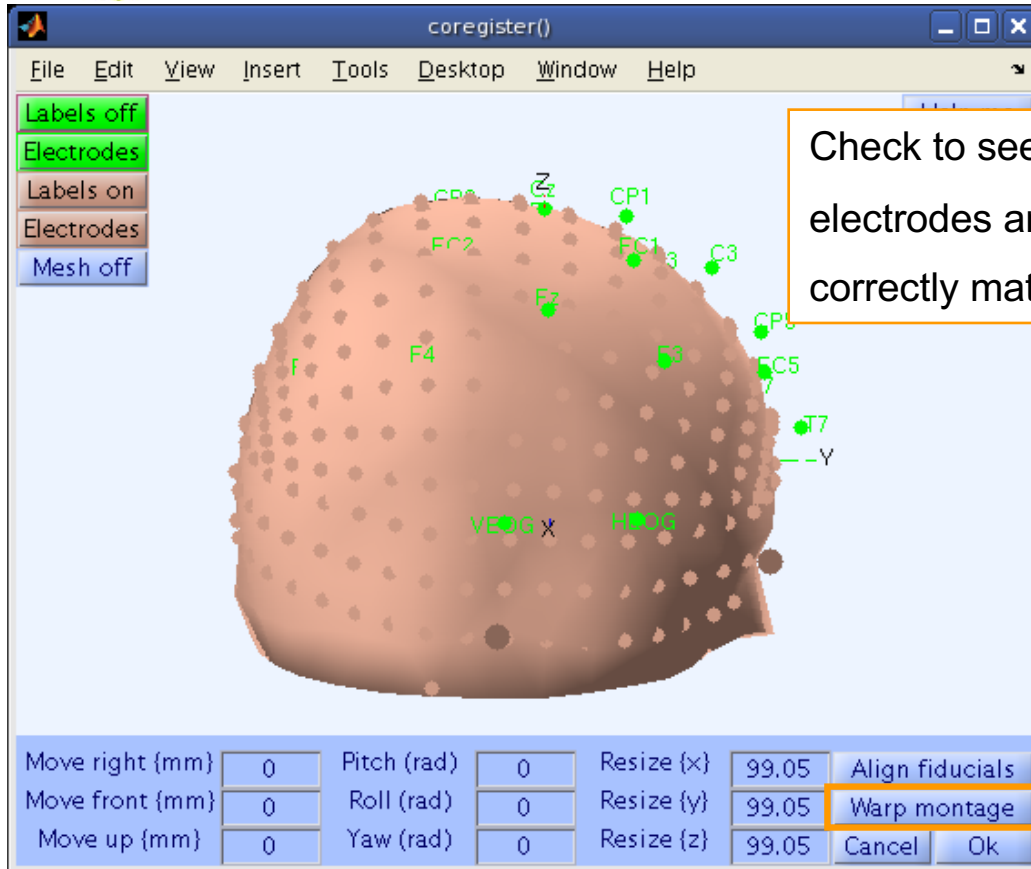 coregister()
File Edit View Insert Tools Desktop Window Help
Labels off
Electrodes
Labels on
Electrodes
Mesh off
Check to see
electrodes
correctly
Z
CP1
FC2
FC1
C3
Fz
F4
F3
T7
Y
VEOG X HEOG
Move right {mm} 0 Pitch (rad) 0 Resize {x} 99.05 Align fiducials
Move front {mm} 0 Roll (rad) 0 Resize {y} 99.05 Warp montage
Move up {mm} 0 Yaw (rad) 0 Resize {z} 99.05 Cancel Ok